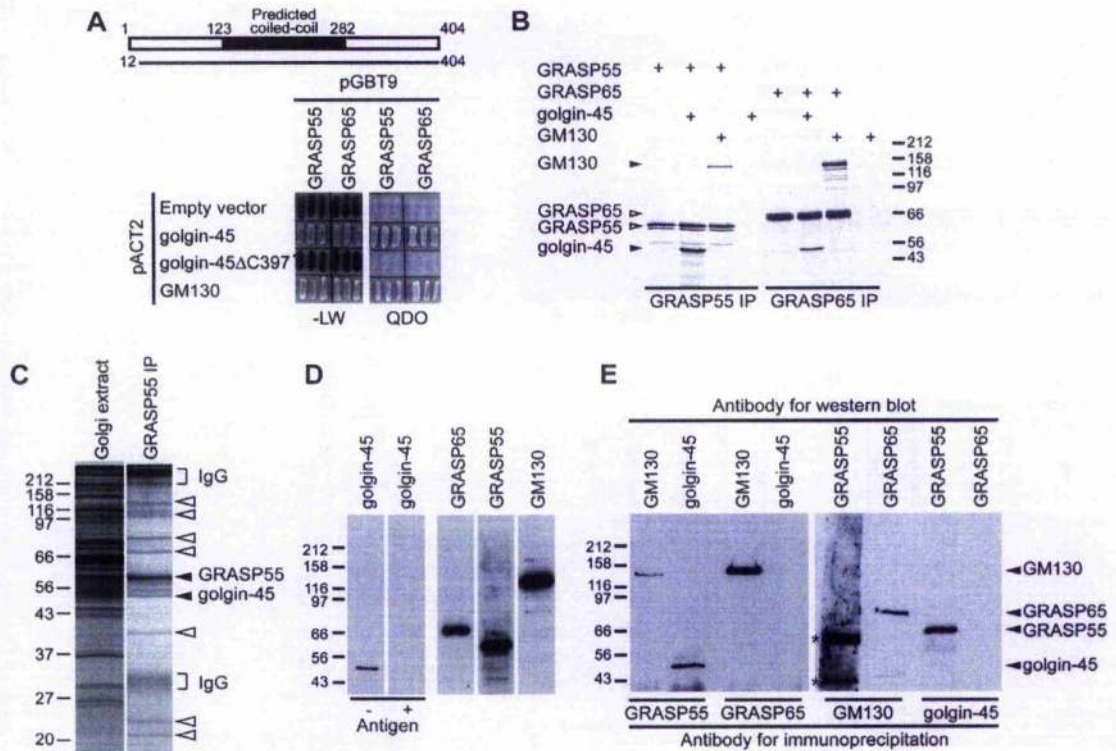 A
Predicted
coiled-coil
1 123 282 404
12 404
pGBT9
GRASP55
GRASP65
GRASP55
GRASP65
pACT2
Empty vector
golgin-45
golgin-45ΔC397
GM130
-LW QDO
B
GRASP55 + + +
GRASP65 + + +
golgin-45 + + +
GM130 + + +
212
158
116
97
66
56
43
GM130
GRASP65
GRASP55
golgin-45
GRASP55 IP GRASP65 IP
C
Golgi extract
GRASP55 IP
212
158
116
97
66
56
43
37
27
20
IgG
GRASP55
golgin-45
IgG
D
golgin-45
golgin-45
GRASP65
GRASP55
GM130
212
158
116
97
66
56
43
- +
Antigen
E
Antibody for western blot
GM130
golgin-45
GM130
golgin-45
GRASP55
GRASP65
GRASP55
GRASP65
212
158
116
97
66
56
43
*
*
GM130
GRASP65
GRASP55
golgin-45
GRASP55 GRASP65 GM130 golgin-45
Antibody for immunoprecipitation